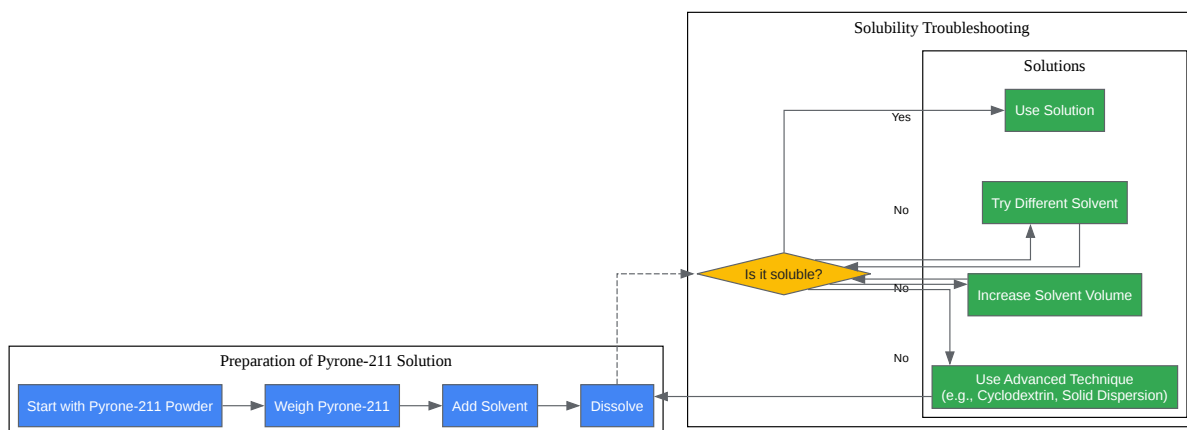 Solubility Troubleshooting
Solutions
Use Solution
Yes
Try Different Solvent
No
Is it soluble?
Increase Solvent Volume
No
Preparation of Pyrone-211 Solution
No
Start with Pyrone-211 Powder
Weigh Pyrone-211
Add Solvent
Dissolve
Use Advanced Technique
(e.g., Cyclodextrin, Solid Dispersion)